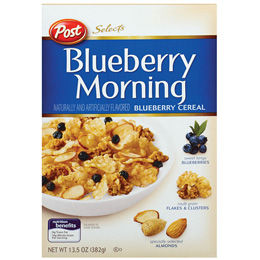 Post
Selects
Blueberry
Morning
NATURALLY AND ARTIFICIALLY FLAVORED BLUEBERRY CEREAL
sweet tangy
BLUEBERRIES
multi-grain
FLAKES & CLUSTERS
specially-selected
ALMONDS
nutrition
benefits
NET WT 13.5 OZ (382g)